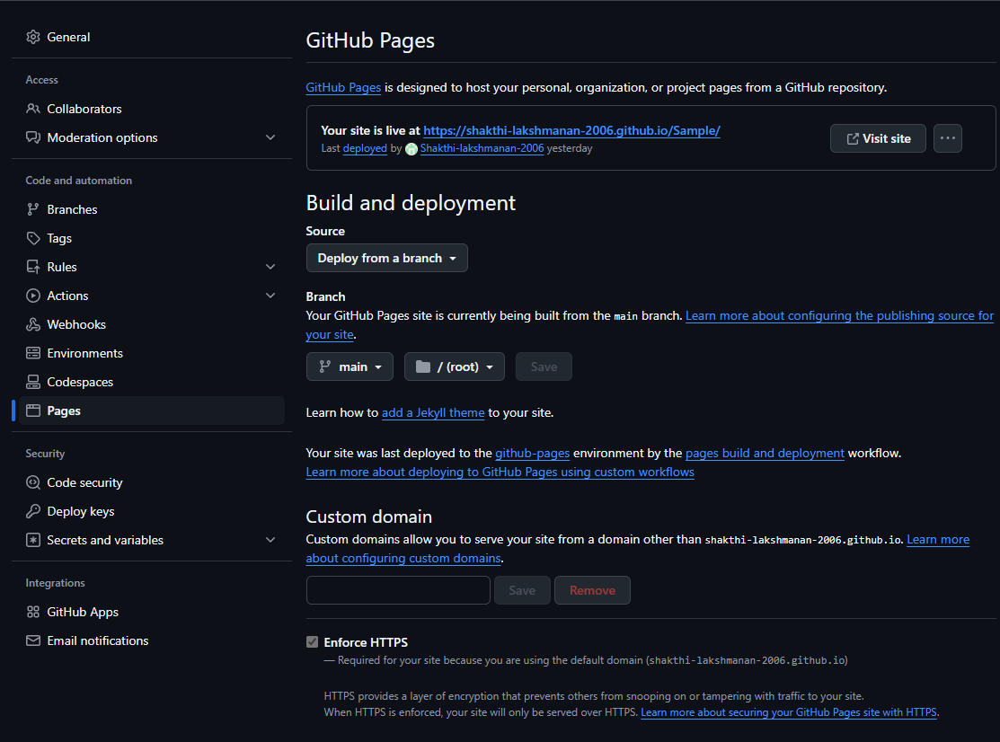 General
Access
Collaborators
Moderation options
Code and automation
Branches
Tags
Rules
Actions
Webhooks
Environments
Codespaces
Pages
Security
Code security
Deploy keys
Secrets and variables
Integrations
GitHub Apps
Email notifications
GitHub Pages
GitHub Pages is designed to host your personal, organization, or project pages from a GitHub repository.
Your site is live at https://shakthi-lakshmanan-2006.github.io/Sample/
Last deployed by Shakthi-lakshmanan-2006 yesterday
Visit site
Build and deployment
Source
Deploy from a branch
Branch
Your GitHub Pages site is currently being built from the main branch. Learn more about configuring the publishing source for
your site.
main / (root) Save
Learn how to add a Jekyll theme to your site.
Your site was last deployed to the github-pages environment by the pages build and deployment workflow.
Learn more about deploying to GitHub Pages using custom workflows
Custom domain
Custom domains allow you to serve your site from a domain other than shakthi-lakshmanan-2006.github.io. Learn more
about configuring custom domains.
Save Remove
Enforce HTTPS
— Required for your site because you are using the default domain (shakthi-lakshmanan-2006.github.io)
HTTPS provides a layer of encryption that prevents others from snooping on or tampering with traffic to your site.
When HTTPS is enforced, your site will only be served over HTTPS. Learn more about securing your GitHub Pages site with HTTPS.